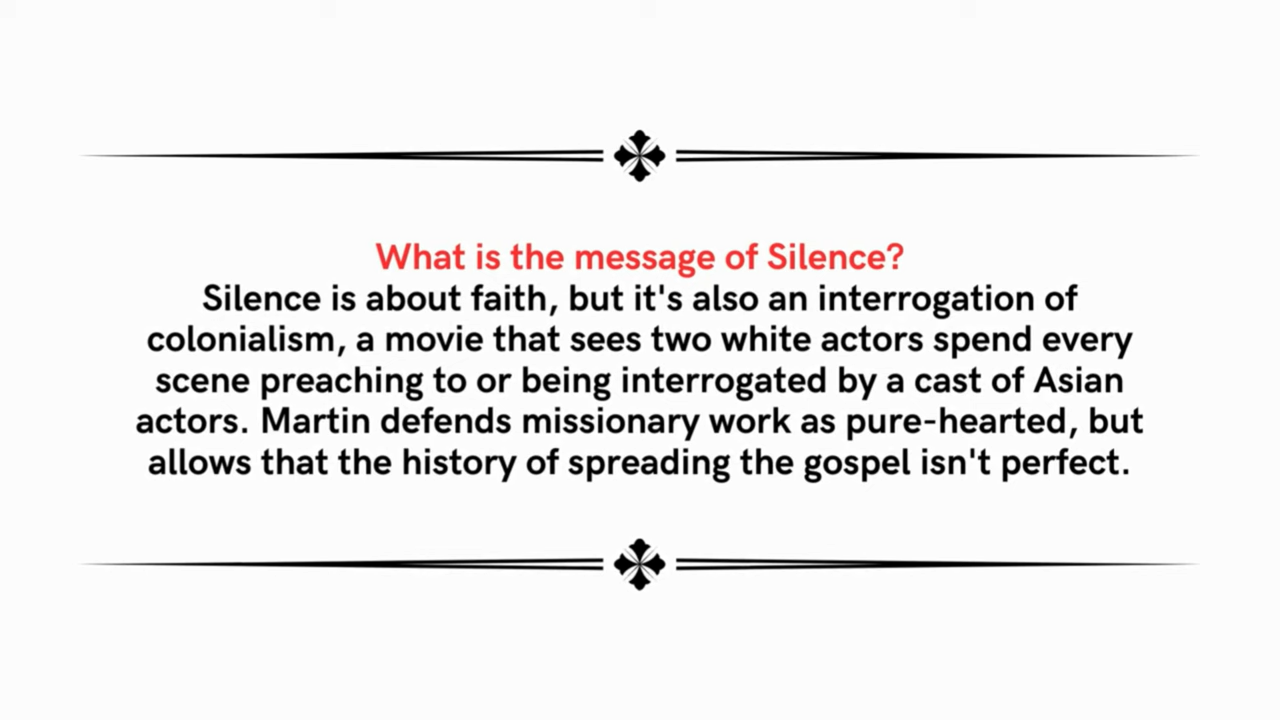 What is the message of Silence?
Silence is about faith, but it's also an interrogation of
colonialism, a movie that sees two white actors spend every
scene preaching to or being interrogated by a cast of Asian
actors. Martin defends missionary work as pure-hearted, but
allows that the history of spreading the gospel isn't perfect.